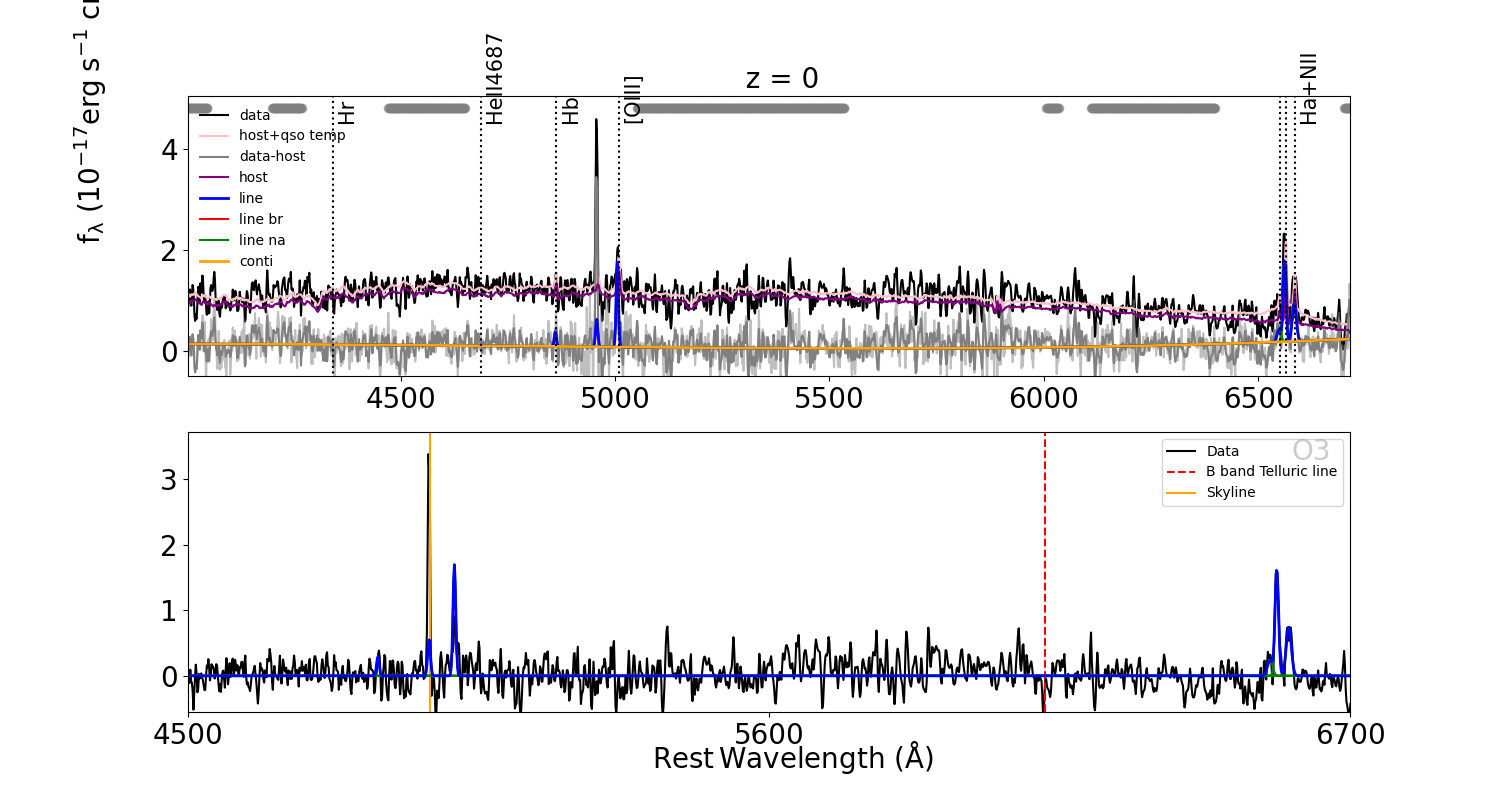 z = 0
f_λ (10^−17 erg s^−1
Hr
HeII4687
Hb
[OIII]
Ha+NII
data
host+qso temp
data-host
host
line
line br
line na
conti
4
2
0
4500 5000 5500 6000 6500
O3
Data
B band Telluric line
Skyline
3
2
1
0
4500 5600 6700
Rest Wavelength (Å)